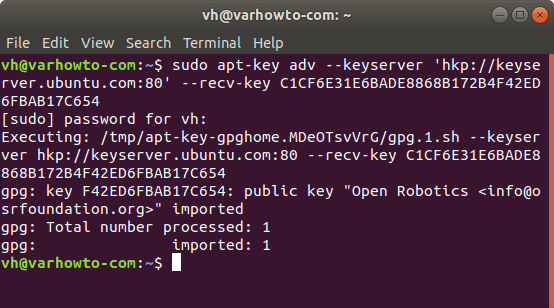 vh@varhowto-com: ~
File Edit View Search Terminal Help
vh@varhowto-com:~$ sudo apt-key adv --keyserver 'hkp://keyse
rver.ubuntu.com:80' --recv-key C1CF6E31E6BADE8868B172B4F42ED
6FBAB17C654
[sudo] password for vh:
Executing: /tmp/apt-key-gpghome.MDeOTsvVrG/gpg.1.sh --keyser
ver hkp://keyserver.ubuntu.com:80 --recv-key C1CF6E31E6BADE8
868B172B4F42ED6FBAB17C654
gpg: key F42ED6FBAB17C654: public key "Open Robotics <info@o
srfoundation.org>" imported
gpg: Total number processed: 1
gpg:               imported: 1
vh@varhowto-com:~$